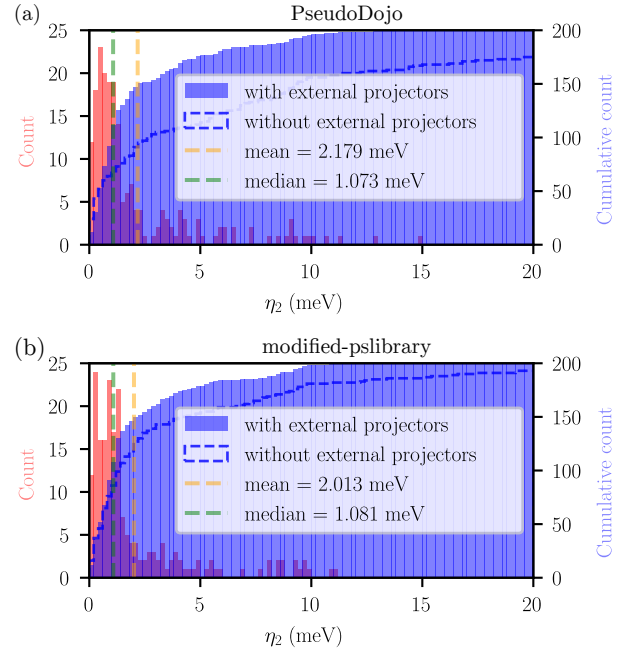 (a)
PseudoDojo
25
20
15
10
5
0
Count
200
150
100
50
0
Cumulative count
with external projectors
without external projectors
mean = 2.179 meV
median = 1.073 meV
0
5
10
15
20
η₂ (meV)
(b)
modified-pslibrary
25
20
15
10
5
0
Count
200
150
100
50
0
Cumulative count
with external projectors
without external projectors
mean = 2.013 meV
median = 1.081 meV
0
5
10
15
20
η₂ (meV)